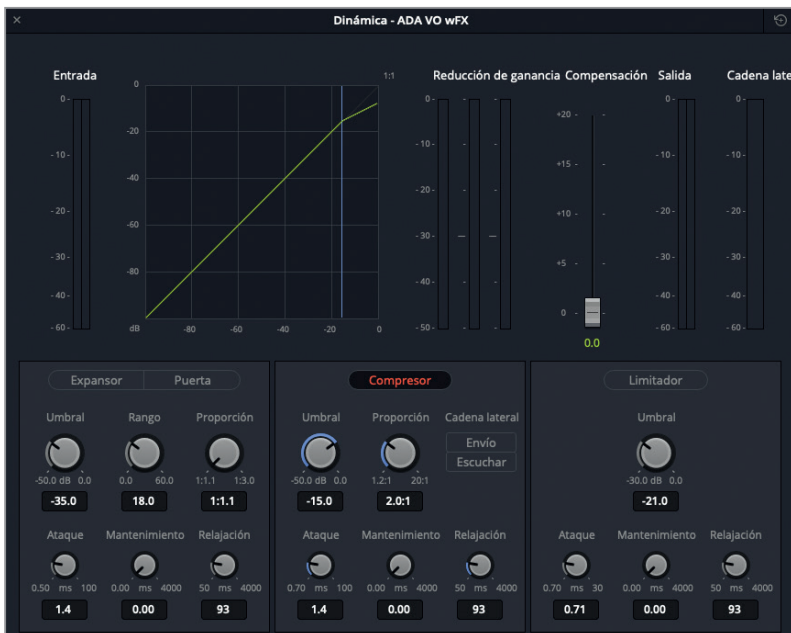 Dinámica - ADA VO wFX
Entrada
Reducción de ganancia
Compensación
Salida
Cadena late
0-
-10-
-20-
-30-
-40-
-60-
1:1
0
-20
-40
-60
-80
dB
-80
-60
-40
-20
0
0-
-10-
-20-
-30-
-40-
-50-
+20 -
+15 -
+10 -
+5 -
0 -
0.0
0-
-10-
-20-
-30-
-40-
-60-
0-
-10-
-20-
-30-
-40-
-60-
Expansor
Puerta
Umbral
Rango
Proporción
-50.0 dB 0.0
0.0 60.0
1:1.1 1:3.0
-35.0
18.0
1:1.1
Ataque
Mantenimiento
Relajación
0.50 ms 100
0.00 ms 4000
50 ms 4000
1.4
0.00
93
Compresor
Umbral
Proporción
Cadena lateral
Envío
Escuchar
-50.0 dB 0.0
1.2:1 20:1
-15.0
2.0:1
Ataque
Mantenimiento
Relajación
0.70 ms 100
0.00 ms 4000
50 ms 4000
1.4
0.00
93
Limitador
Umbral
-30.0 dB 0.0
-21.0
Ataque
Mantenimiento
Relajación
0.70 ms 30
0.00 ms 4000
50 ms 4000
0.71
0.00
93